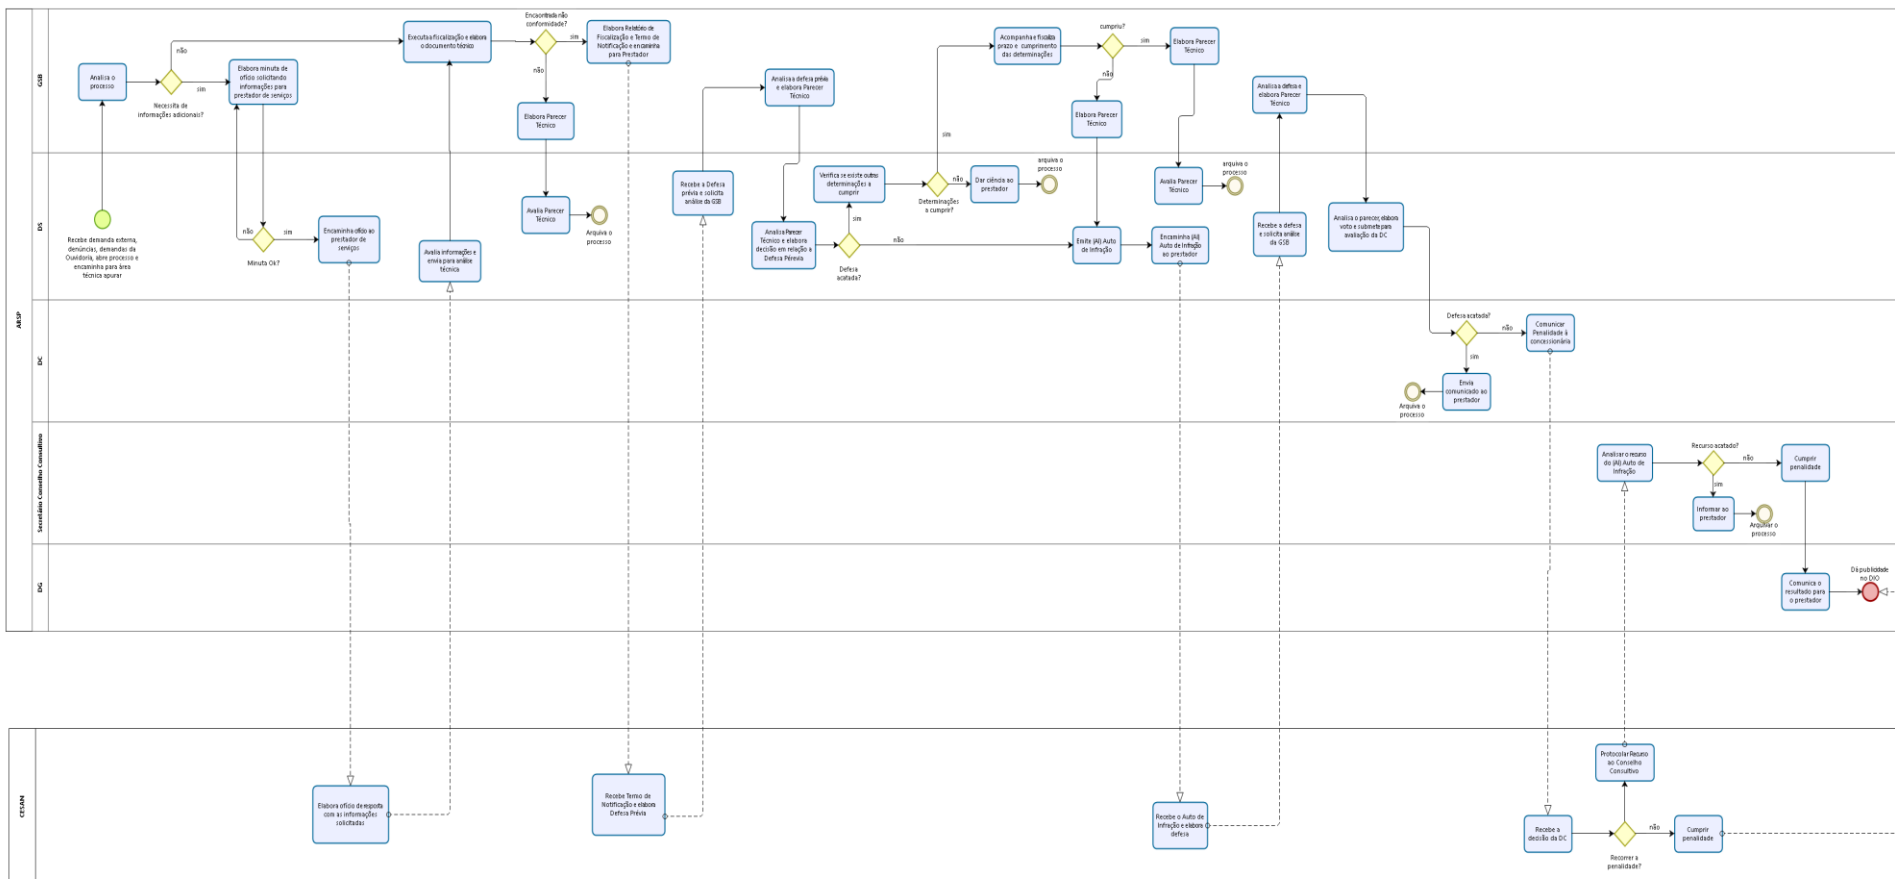 ARSP
GSB
Analisa o
processo
não
sim
Necessita de
informações adicionais?
Elabora minuta de
ofício solicitando
informações para
prestador de serviços
Executa fiscalização e elabora
o documento técnico
Encaontrada não
conformidade?
sim
não
Elabora Relatório de
Fiscalização e Termo de
Notificação e encaminha
para Prestador
Elabora Parecer
Técnico
Analisa a defesa prévia
e elabora Parecer
Técnico
sim
Acompanha e fiscaliza
prazo e cumprimento
das determinações
cumpriu?
sim
não
Elabora Parecer
Técnico
Elabora Parecer
Técnico
Analisa a defesa e
elabora Parecer
Técnico
DS
Recebe demanda externa,
denúncias, demandas da
Ouvidoria, abre processo e
encaminha para área
técnica apurar
não
sim
Minuta Ok?
Encaminha ofício ao
prestador de
serviços
Avalia informações e
envia para análise
técnica
Avalia Parecer
Técnico
Arquiva o
processo
Recebe a Defesa
prévia e solicita
análise da GSB
Analisa Parecer
Técnico e elabora
decisão em relação a
Defesa Pérevia
Verifica se existe outras
determinações a
cumprir
sim
não
Defesa
acatada?
Determinações
a cumprir?
não
Dar ciência ao
prestador
arquiva o
processo
Emite (AI) Auto
de Infração
Encaminha (AI)
Auto de Infração
ao prestador
Avalia Parecer
Técnico
arquiva o
processo
Recebe a defesa
e solicita análise
da GSB
Analisa o parecer, elabora
voto e submete para
avaliação da DC
DC
Defesa acatada?
não
sim
Comunicar
Penalidade à
concessionária
Envia
comunicado ao
prestador
Arquiva o
processo
Secretário Conselho Consultivo
Analisar o recurso
do (AI) Auto de
Infração
Recurso acatado?
não
sim
Cumprir
penalidade
Informar ao
prestador
Arquivar o
processo
DG
Comunica o
resultado para
o prestador
Dá publicidade
no DIO
CESAN
Elabora ofício de resposta
com as informações
solicitadas
Recebe Termo de
Notificação e elabora
Defesa Prévia
Recebe o Auto de
Infração e elabora
defesa
Recebe a
decisão da DC
Protocolar Recurso
ao Conselho
Consultivo
Recorrer a
penalidade?
não
Cumprir
penalidade